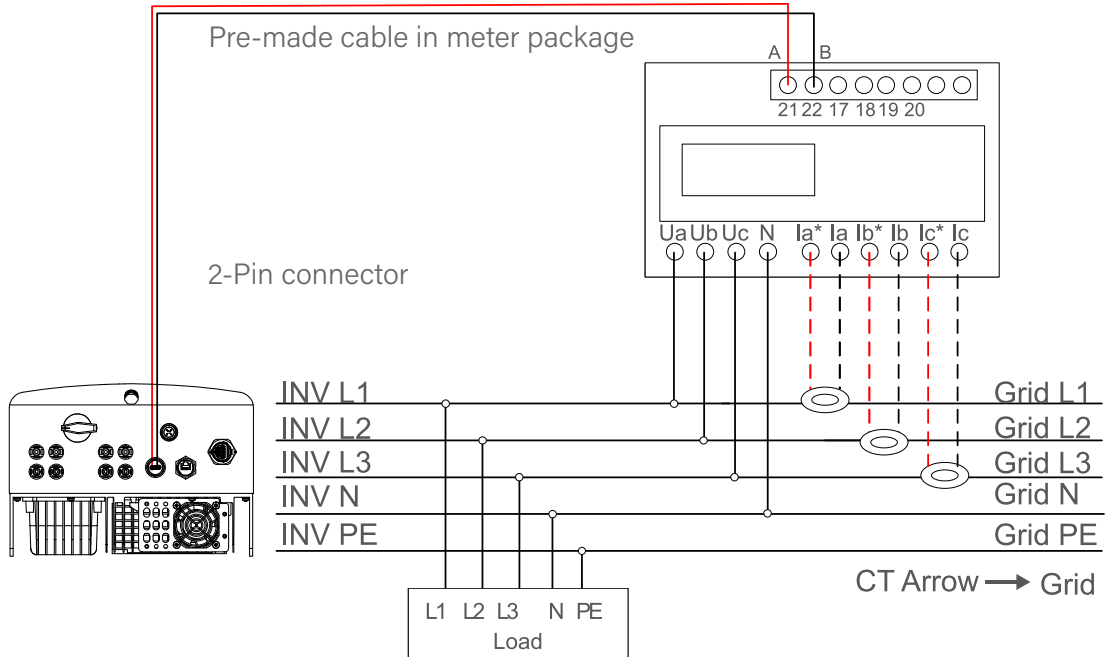 Pre-made cable in meter package
A B
21 22 17 18 19 20
Ua Ub Uc N Ia* Ia Ib* Ib Ic* Ic
2-Pin connector
INV L1 Grid L1
INV L2 Grid L2
INV L3 Grid L3
INV N Grid N
INV PE Grid PE
CT Arrow → Grid
L1 L2 L3 N PE
Load